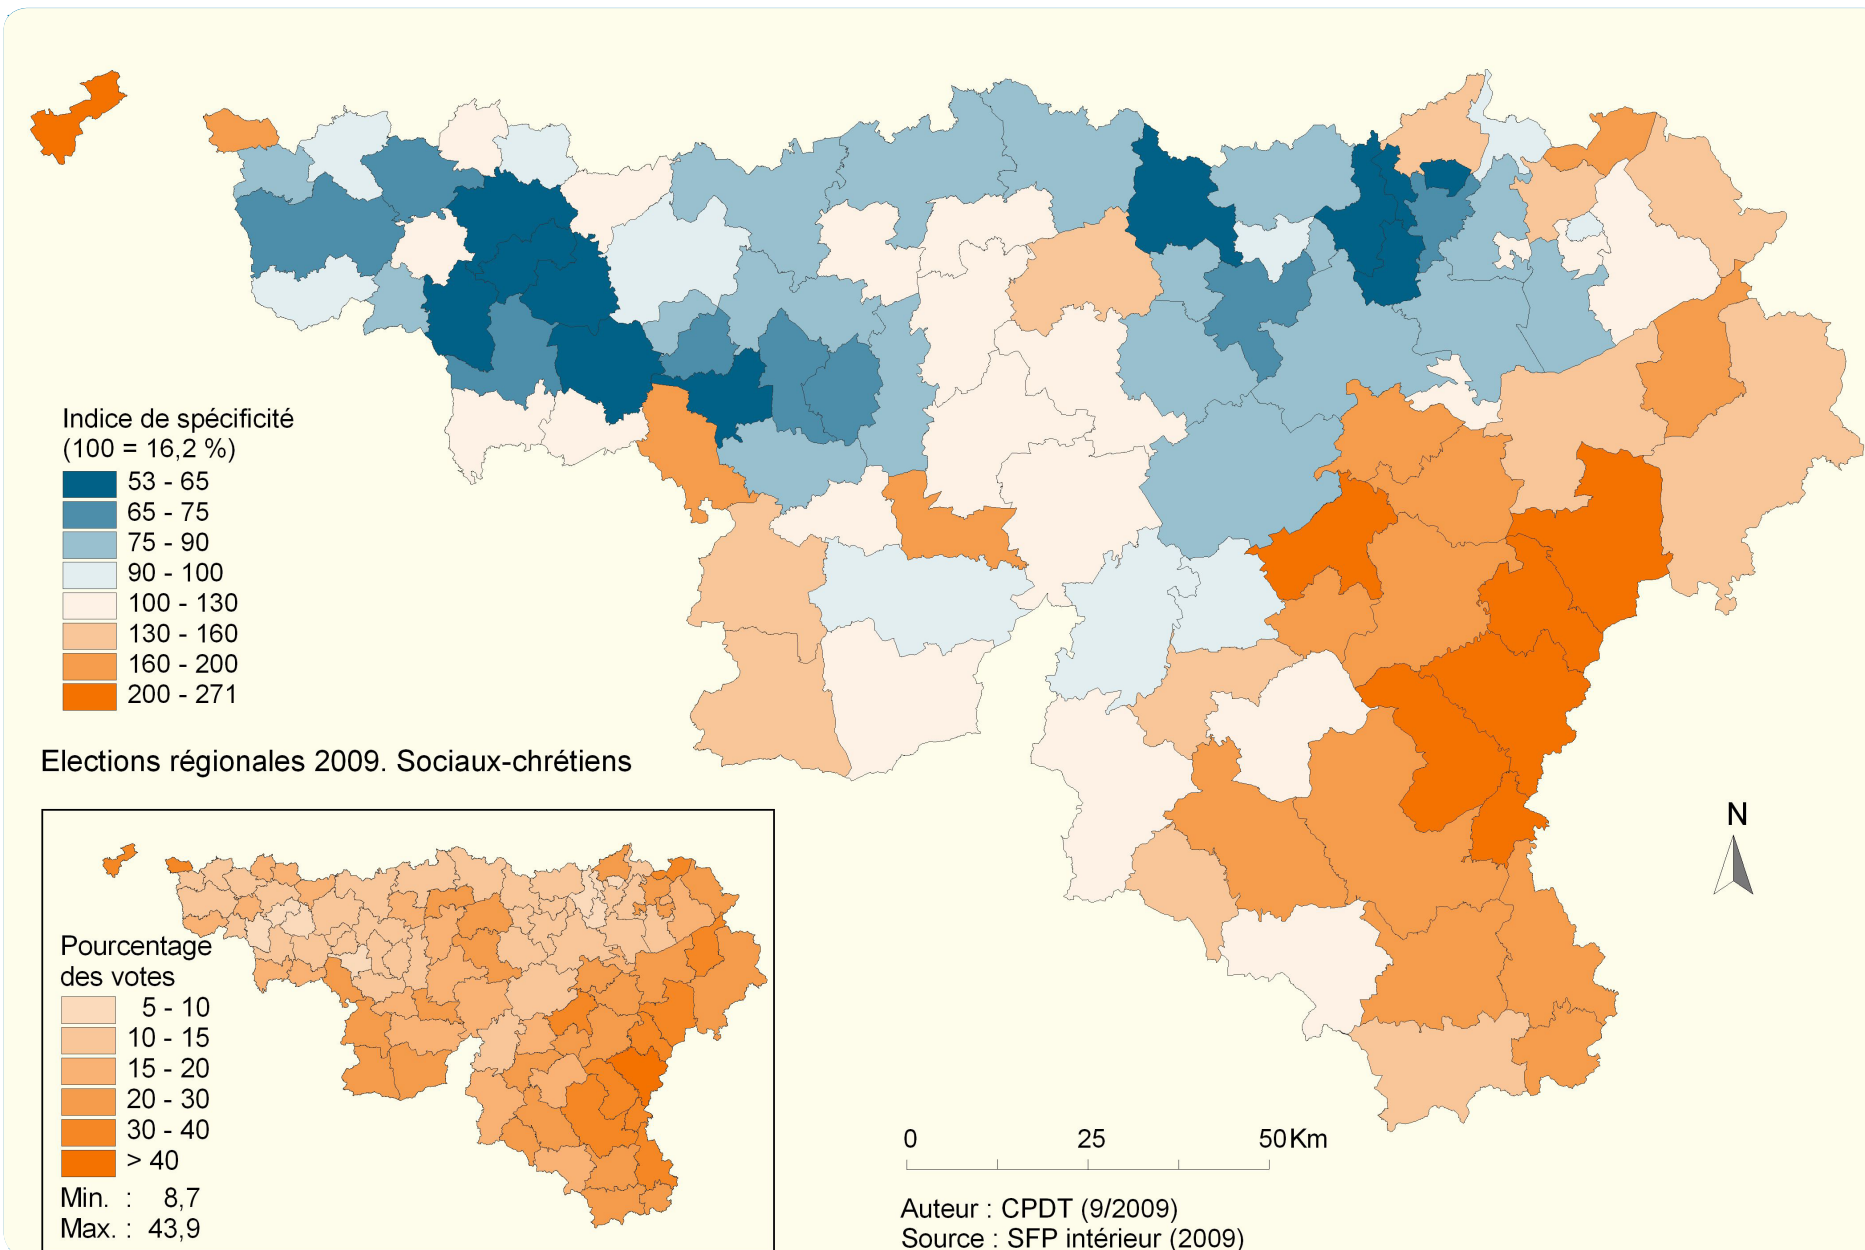 Indice de spécificité
(100 = 16,2 %)
53 - 65
65 - 75
75 - 90
90 - 100
100 - 130
130 - 160
160 - 200
200 - 271
Elections régionales 2009. Sociaux-chrétiens
Pourcentage
des votes
5 - 10
10 - 15
15 - 20
20 - 30
30 - 40
> 40
Min. : 8,7
Max. : 43,9
N
0 25 50Km
Auteur : CPDT (9/2009)
Source : SFP intérieur (2009)